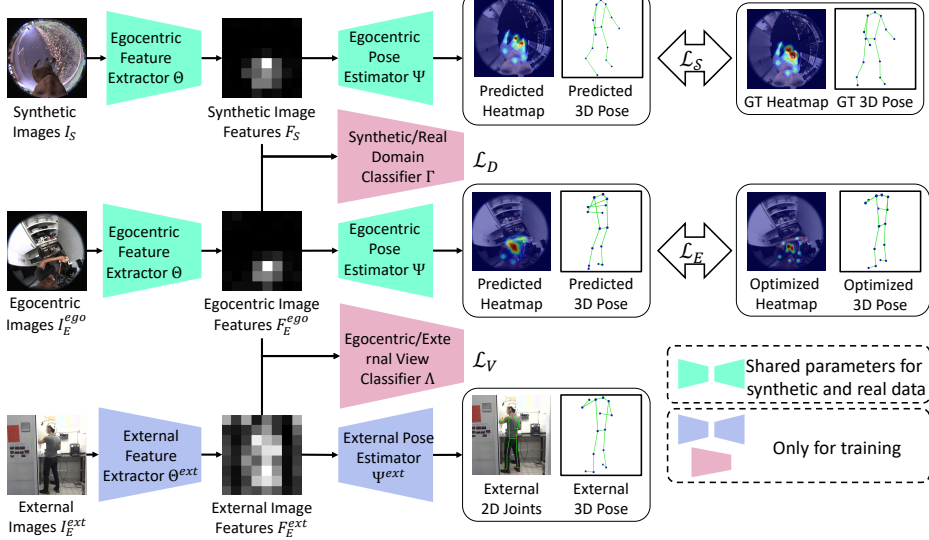 Egocentric
Feature
Extractor Θ
Egocentric
Pose
Estimator Ψ
Synthetic
Images I_S
Synthetic Image
Features F_S
Predicted
Heatmap
Predicted
3D Pose
ℒ_S
GT Heatmap
GT 3D Pose
Synthetic/Real
Domain
Classifier Γ
ℒ_D
Egocentric
Feature
Extractor Θ
Egocentric
Pose
Estimator Ψ
Egocentric
Images I_E^ego
Egocentric Image
Features F_E^ego
Predicted
Heatmap
Predicted
3D Pose
ℒ_E
Optimized
Heatmap
Optimized
3D Pose
Egocentric/Exte
rnal View
Classifier Λ
ℒ_V
Shared parameters for
synthetic and real data
Only for training
External
Feature
Extractor Θ^ext
External Pose
Estimator
Ψ^ext
External
Images I_E^ext
External Image
Features F_E^ext
External
2D Joints
External
3D Pose